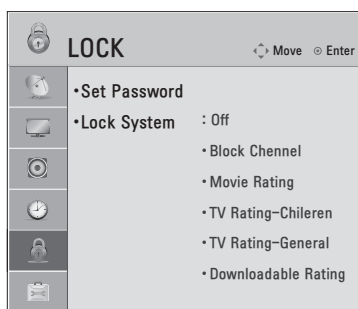 LOCK Move Enter
•Set Password
•Lock System : Off
•Block Chennel
•Movie Rating
•TV Rating-Chileren
•TV Rating-General
•Downloadable Rating